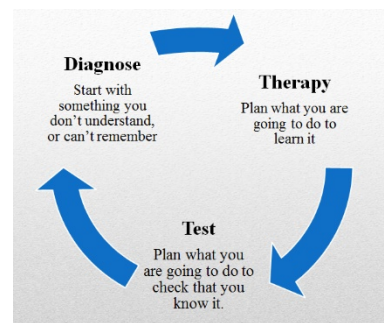 Diagnose
Start with
something you
don't understand,
or can't remember
Therapy
Plan what you are
going to do to
learn it
Test
Plan what you
are going to do to
check that you
know it.